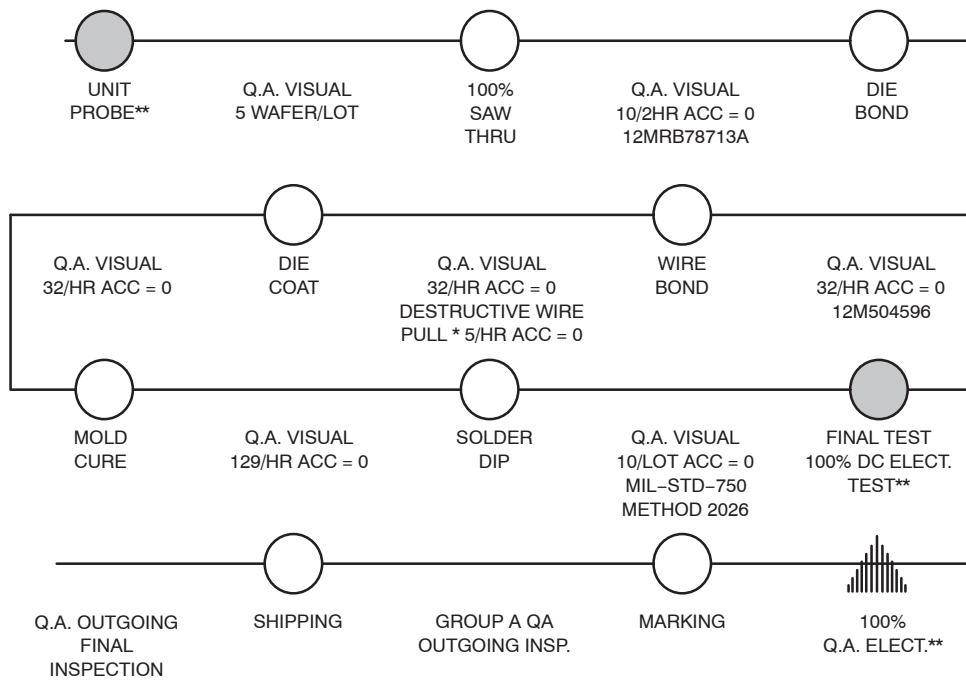 UNIT
PROBE**
Q.A. VISUAL
5 WAFER/LOT
100%
SAW
THRU
Q.A. VISUAL
10/2HR ACC = 0
12MRB78713A
DIE
BOND
Q.A. VISUAL
32/HR ACC = 0
DIE
COAT
Q.A. VISUAL
32/HR ACC = 0
DESTRUCTIVE WIRE
PULL * 5/HR ACC = 0
WIRE
BOND
Q.A. VISUAL
32/HR ACC = 0
12M504596
MOLD
CURE
Q.A. VISUAL
129/HR ACC = 0
SOLDER
DIP
Q.A. VISUAL
10/LOT ACC = 0
MIL−STD−750
METHOD 2026
FINAL TEST
100% DC ELECT.
TEST**
Q.A. OUTGOING
FINAL
INSPECTION
SHIPPING
GROUP A QA
OUTGOING INSP.
MARKING
100%
Q.A. ELECT.**